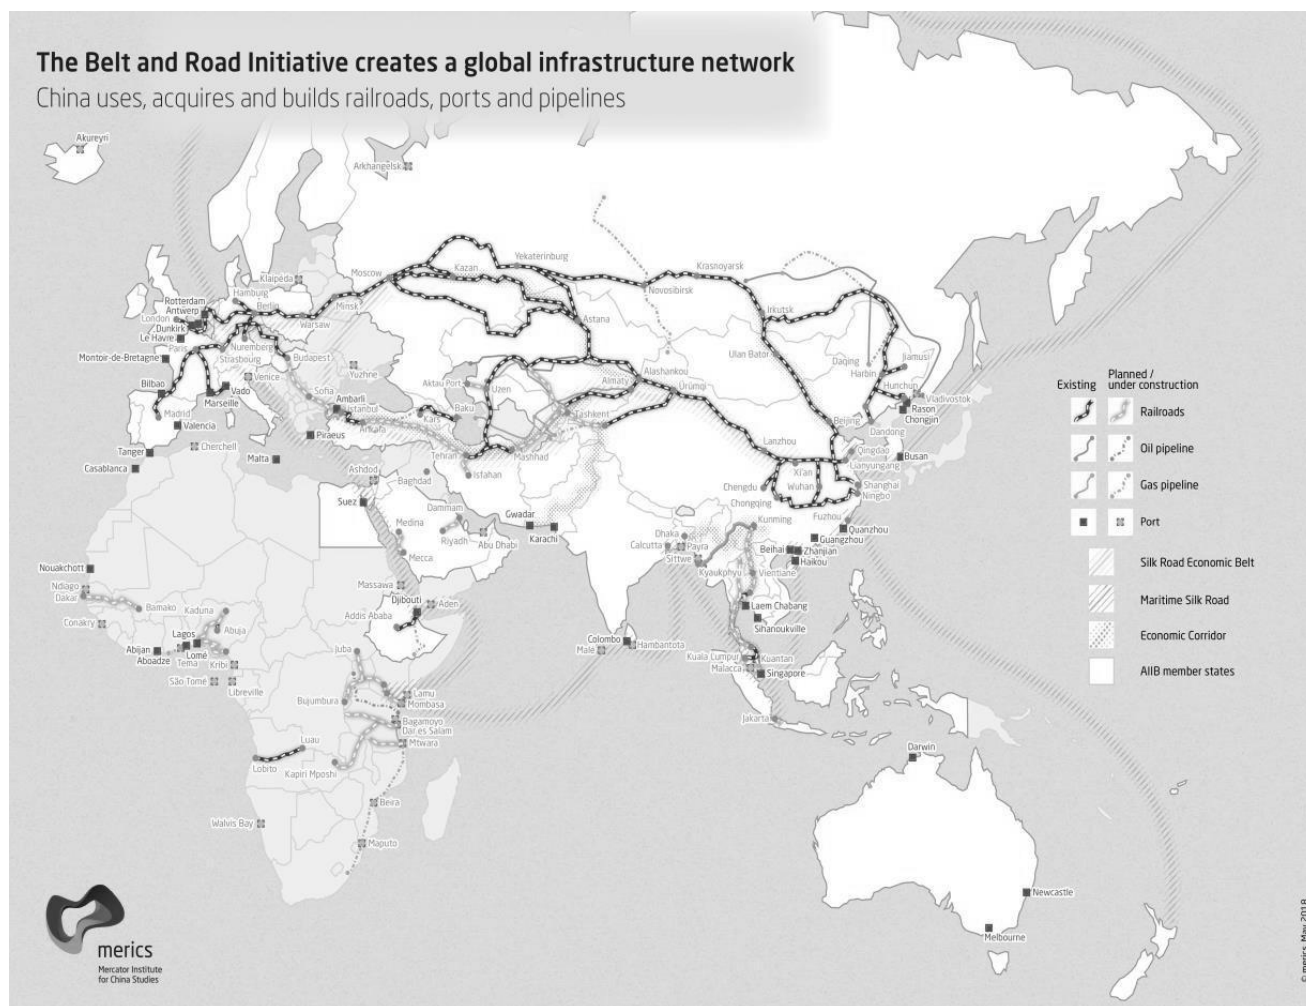 The Belt and Road Initiative creates a global infrastructure network
China uses, acquires and builds railroads, ports and pipelines
Akureyri
Arkhangelsk
Yekaterinburg
Krasnoyarsk
Moscow
Kazan
Klaipėda
Novosibirsk
Hamburg
Rotterdam
Berlin
Minsk
Antwerp
Irkutsk
London
Astana
Dunkirk
Warsaw
Le Havre
Nuremberg
Paris
Ulan Bator
Daqing
Jiamusi
Montoir-de-Bretagne
Strasbourg
Budapest
Alashankou
Harbin
Venice
Yuzhne
Aktau Port
Uzen
Almaty
Ürümqi
Hunchun
Bilbao
Vado
Sofia
Vladivostok
Marseille
Ambarli
Rason
Madrid
Istanbul
Kars
Baku
Tashkent
Beijing
Chongjin
Valencia
Ankara
Dandong
Piraeus
Tanger
Cherchell
Lanzhou
Qingdao
Tehran
Mashhad
Casablanca
Malta
Lianyungang
Busan
Ashdod
Isfahan
Xi'an
Baghdad
Wuhan
Chengdu
Shanghai
Suez
Chongqing
Ningbo
Dammam
Gwadar
Medina
Karachi
Kunming
Fuzhou
Dhaka
Quanzhou
Riyadh
Abu Dhabi
Calcutta
Payra
Guangzhou
Mecca
Sittwe
Beihai
Zhanjian
Nouakchott
Kyaukphyu
Haikou
Vientiane
Ndiago
Massawa
Dakar
Djibouti
Aden
Bamako
Kaduna
Laem Chabang
Addis Ababa
Conakry
Abuja
Sihanoukville
Lagos
Colombo
Hambantota
Abijan
Lomé
Juba
Malé
Kuala Lumpur
Kuantan
Aboadze
Tema
Kribi
Malacca
Singapore
São Tomé
Libreville
Lamu
Bujumbura
Mombasa
Bagamoyo
Jakarta
Dar es Salam
Luau
Mtwara
Lobito
Darwin
Kapiri Mposhi
Beira
Walvis Bay
Maputo
Newcastle
Melbourne
Existing
Planned /
under construction
Railroads
Oil pipeline
Gas pipeline
Port
Silk Road Economic Belt
Maritime Silk Road
Economic Corridor
AIIB member states
merics
Mercator Institute
for China Studies
© merics, May 2018